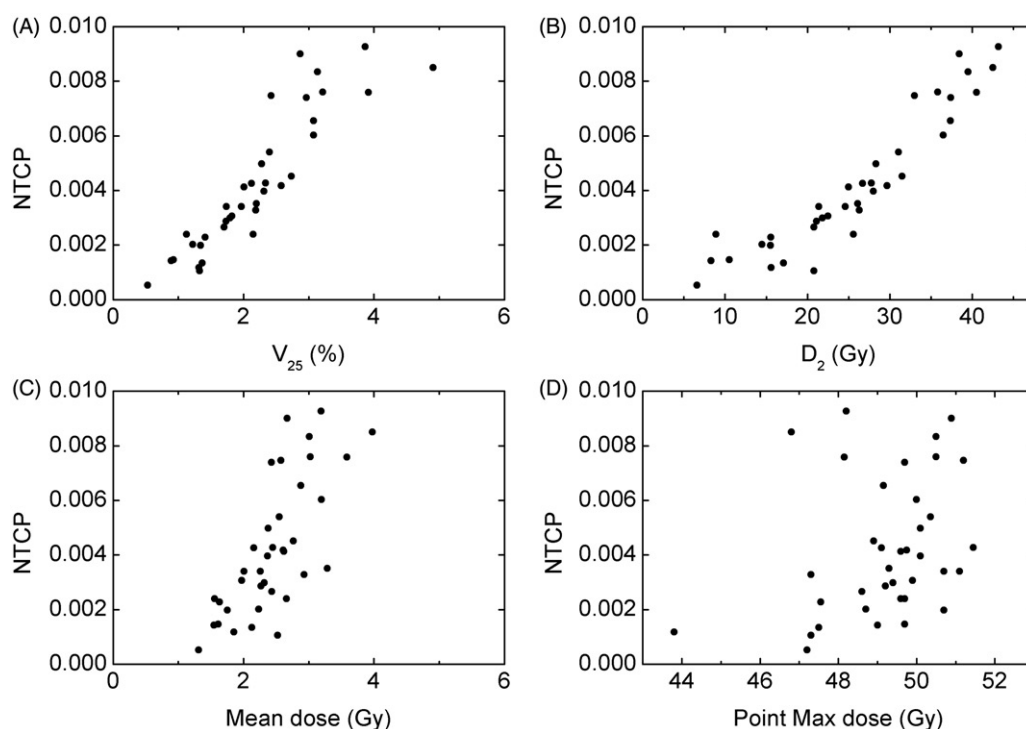 (A)
0.010
0.008
0.006
0.004
0.002
0.000
NTCP
0 2 4 6
V25 (%)
(B)
0.010
0.008
0.006
0.004
0.002
0.000
NTCP
0 10 20 30 40
D2 (Gy)
(C)
0.010
0.008
0.006
0.004
0.002
0.000
NTCP
0 2 4 6
Mean dose (Gy)
(D)
0.010
0.008
0.006
0.004
0.002
0.000
NTCP
44 46 48 50 52
Point Max dose (Gy)